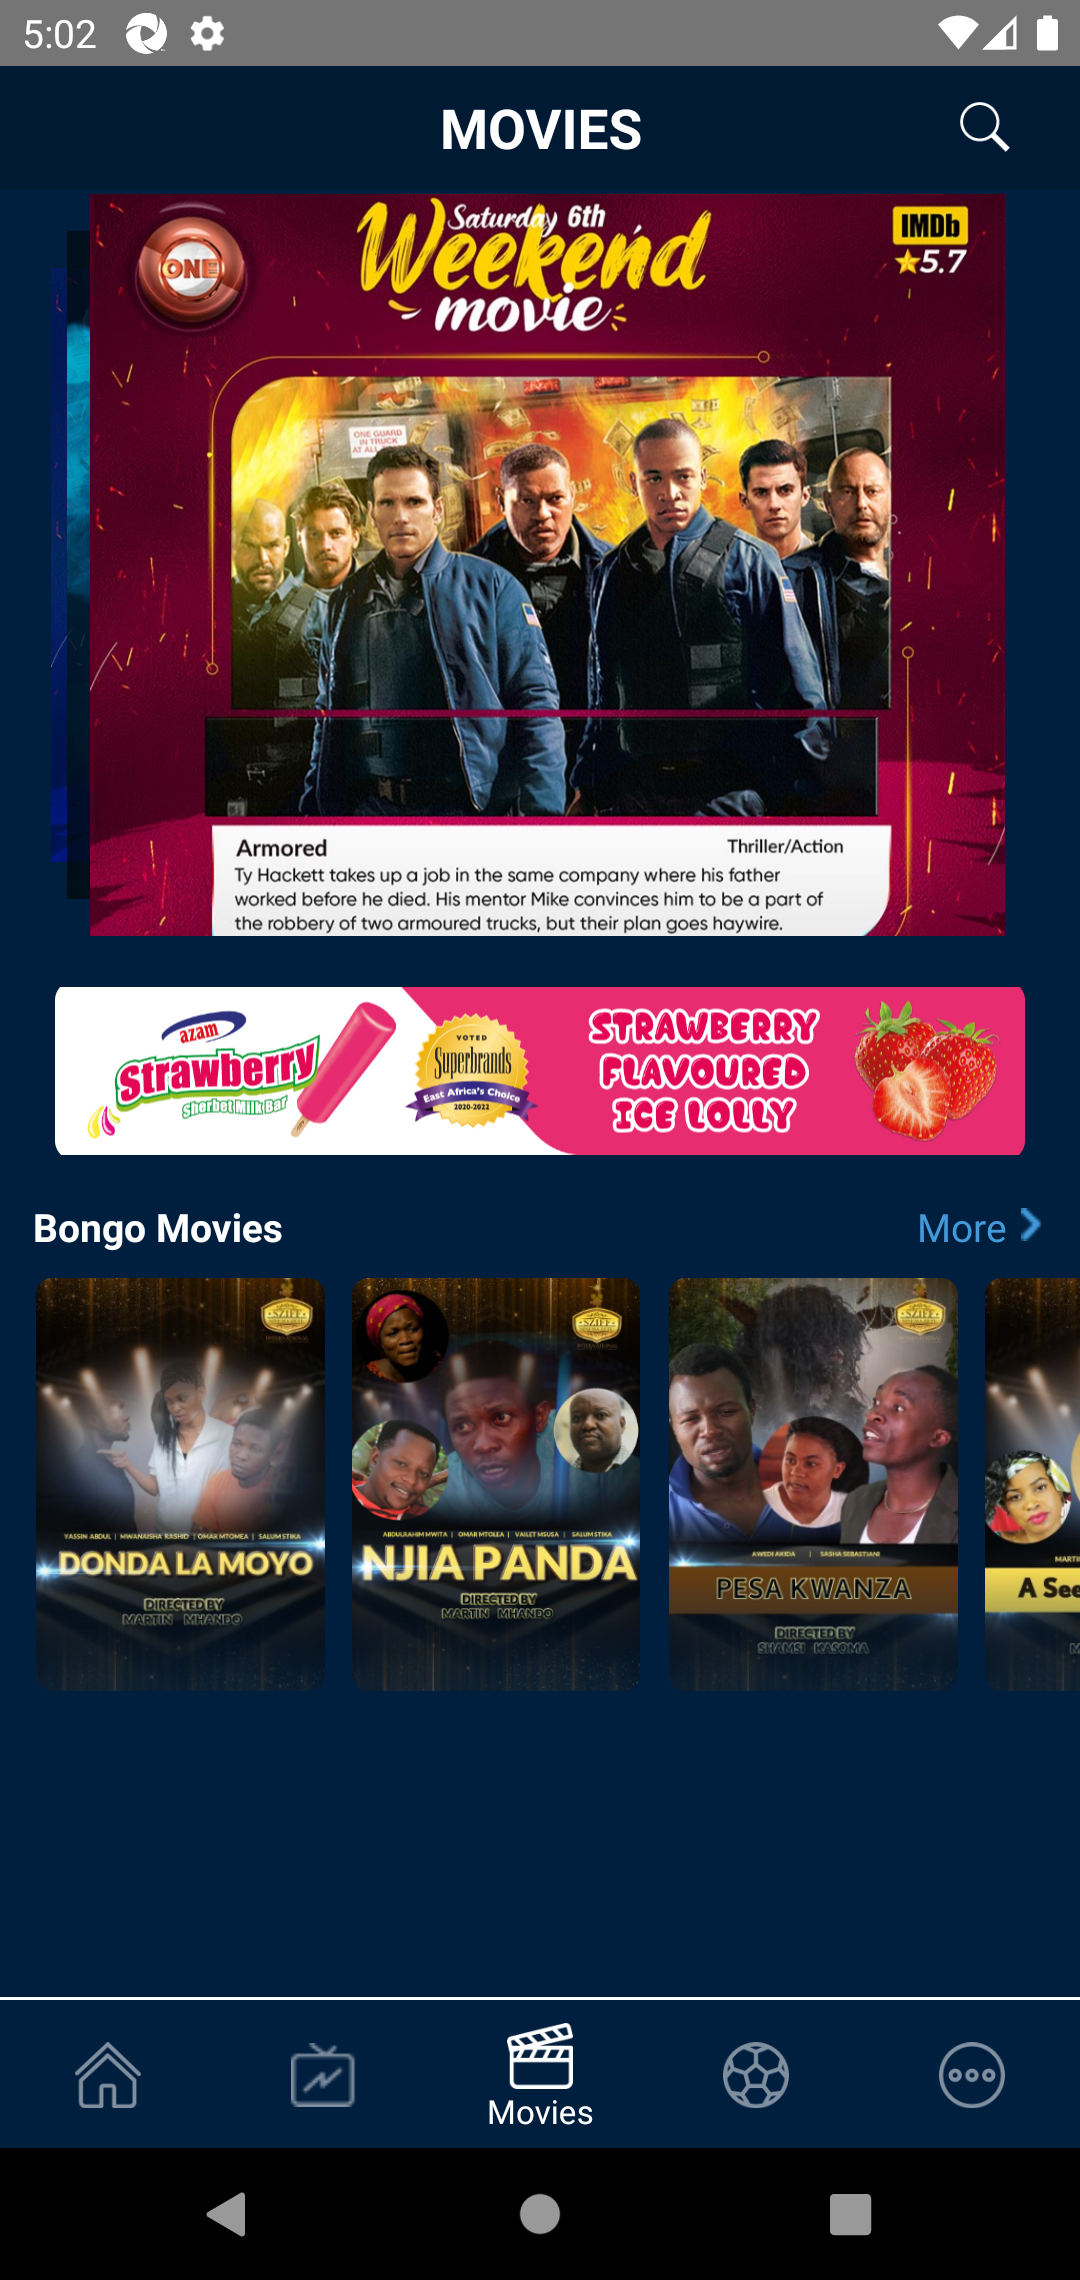 5:02
MOVIES
Saturday 6th
Weekend
movie
ONE
IMDb
5.7
ONE GUARD
IN TRUCK
AT ALL
Armored
Thriller/Action
Ty Hackett takes up a job in the same company where his father
worked before he died. His mentor Mike convinces him to be a part of
the robbery of two armoured trucks, but their plan goes haywire.
azam
Strawberry
Sherbet Milk Bar
VOTED
Superbrands
East Africa's Choice
2020-2022
STRAWBERRY
FLAVOURED
ICE LOLLY
Bongo Movies
More
SZIFF
YASSIN ABDUL | MWANAISHA RASHID | OMAR MTOMEA | SALUM STIKA
DONDA LA MOYO
DIRECTED BY
MARTIN MHANDO
SZIFF
ABDULRAHIM MWITA | OMAR MTOLEA | VAILET MSUSA | SALUM STIKA
NJIA PANDA
DIRECTED BY
MARTIN MHANDO
SZIFF
AWEDI AKIDA | SASHA SEBASTIANI
PESA KWANZA
DIRECTED BY
SHAMSI KASOMA
MARTI
A See
Movies